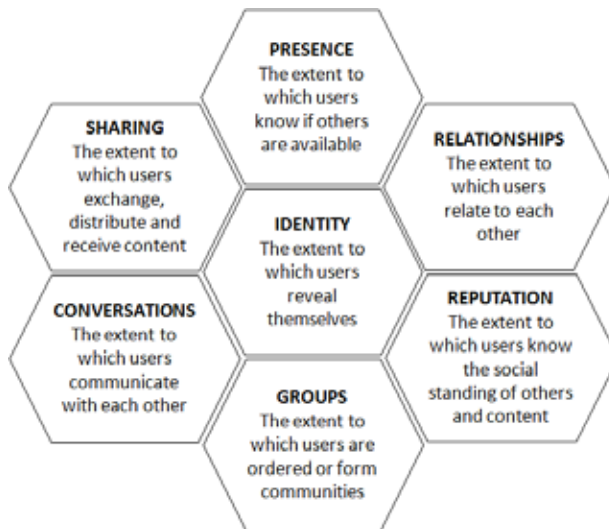 PRESENCE
The extent to
which users
know if others
are available
SHARING
The extent to
which users
exchange,
distribute and
receive content
RELATIONSHIPS
The extent to
which users
relate to each
other
IDENTITY
The extent to
which users
reveal
themselves
CONVERSATIONS
The extent to
which users
communicate
with each other
REPUTATION
The extent to
which users know
the social
standing of others
and content
GROUPS
The extent to
which users are
ordered or form
communities